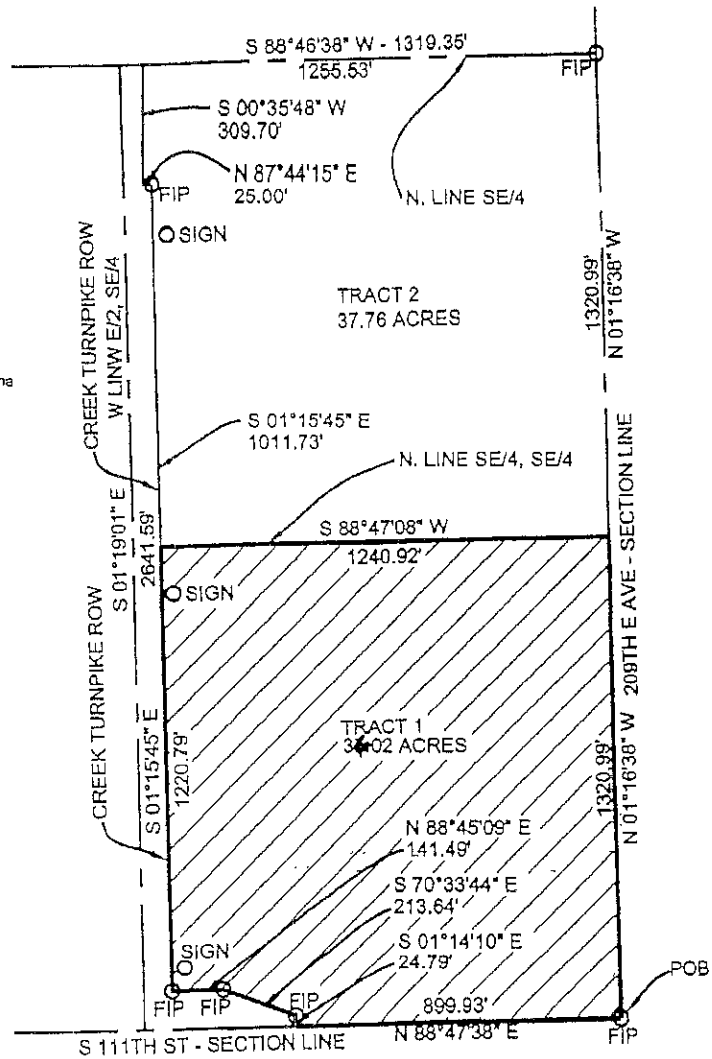 S 88°46'38" W - 1319.35'
1255.53'
FIP
S 00°35'48" W
309.70'
N 87°44'15" E
25.00'
FIP
N. LINE SE/4
SIGN
CREEK TURNPIKE ROW
W LINW E/2, SE/4
TRACT 2
37.76 ACRES
1320.99'
N 01°16'38" W
na
S 01°15'45" E
1011.73'
N. LINE SE/4, SE/4
S 88°47'08" W
1240.92'
S 01°19'01" E
2641.59'
SIGN
209TH E AVE - SECTION LINE
CREEK TURNPIKE ROW
S 01°15'45" E
1220.79'
TRACT 1
ACRES
1320.99'
N 01°16'38" W
N 88°45'09" E
141.49'
S 70°33'44" E
213.64'
S 01°14'10" E
24.79'
SIGN
FIP
FIP
FIP
899.93'
N 88°47'38" E
POB
FIP
S 111TH ST - SECTION LINE